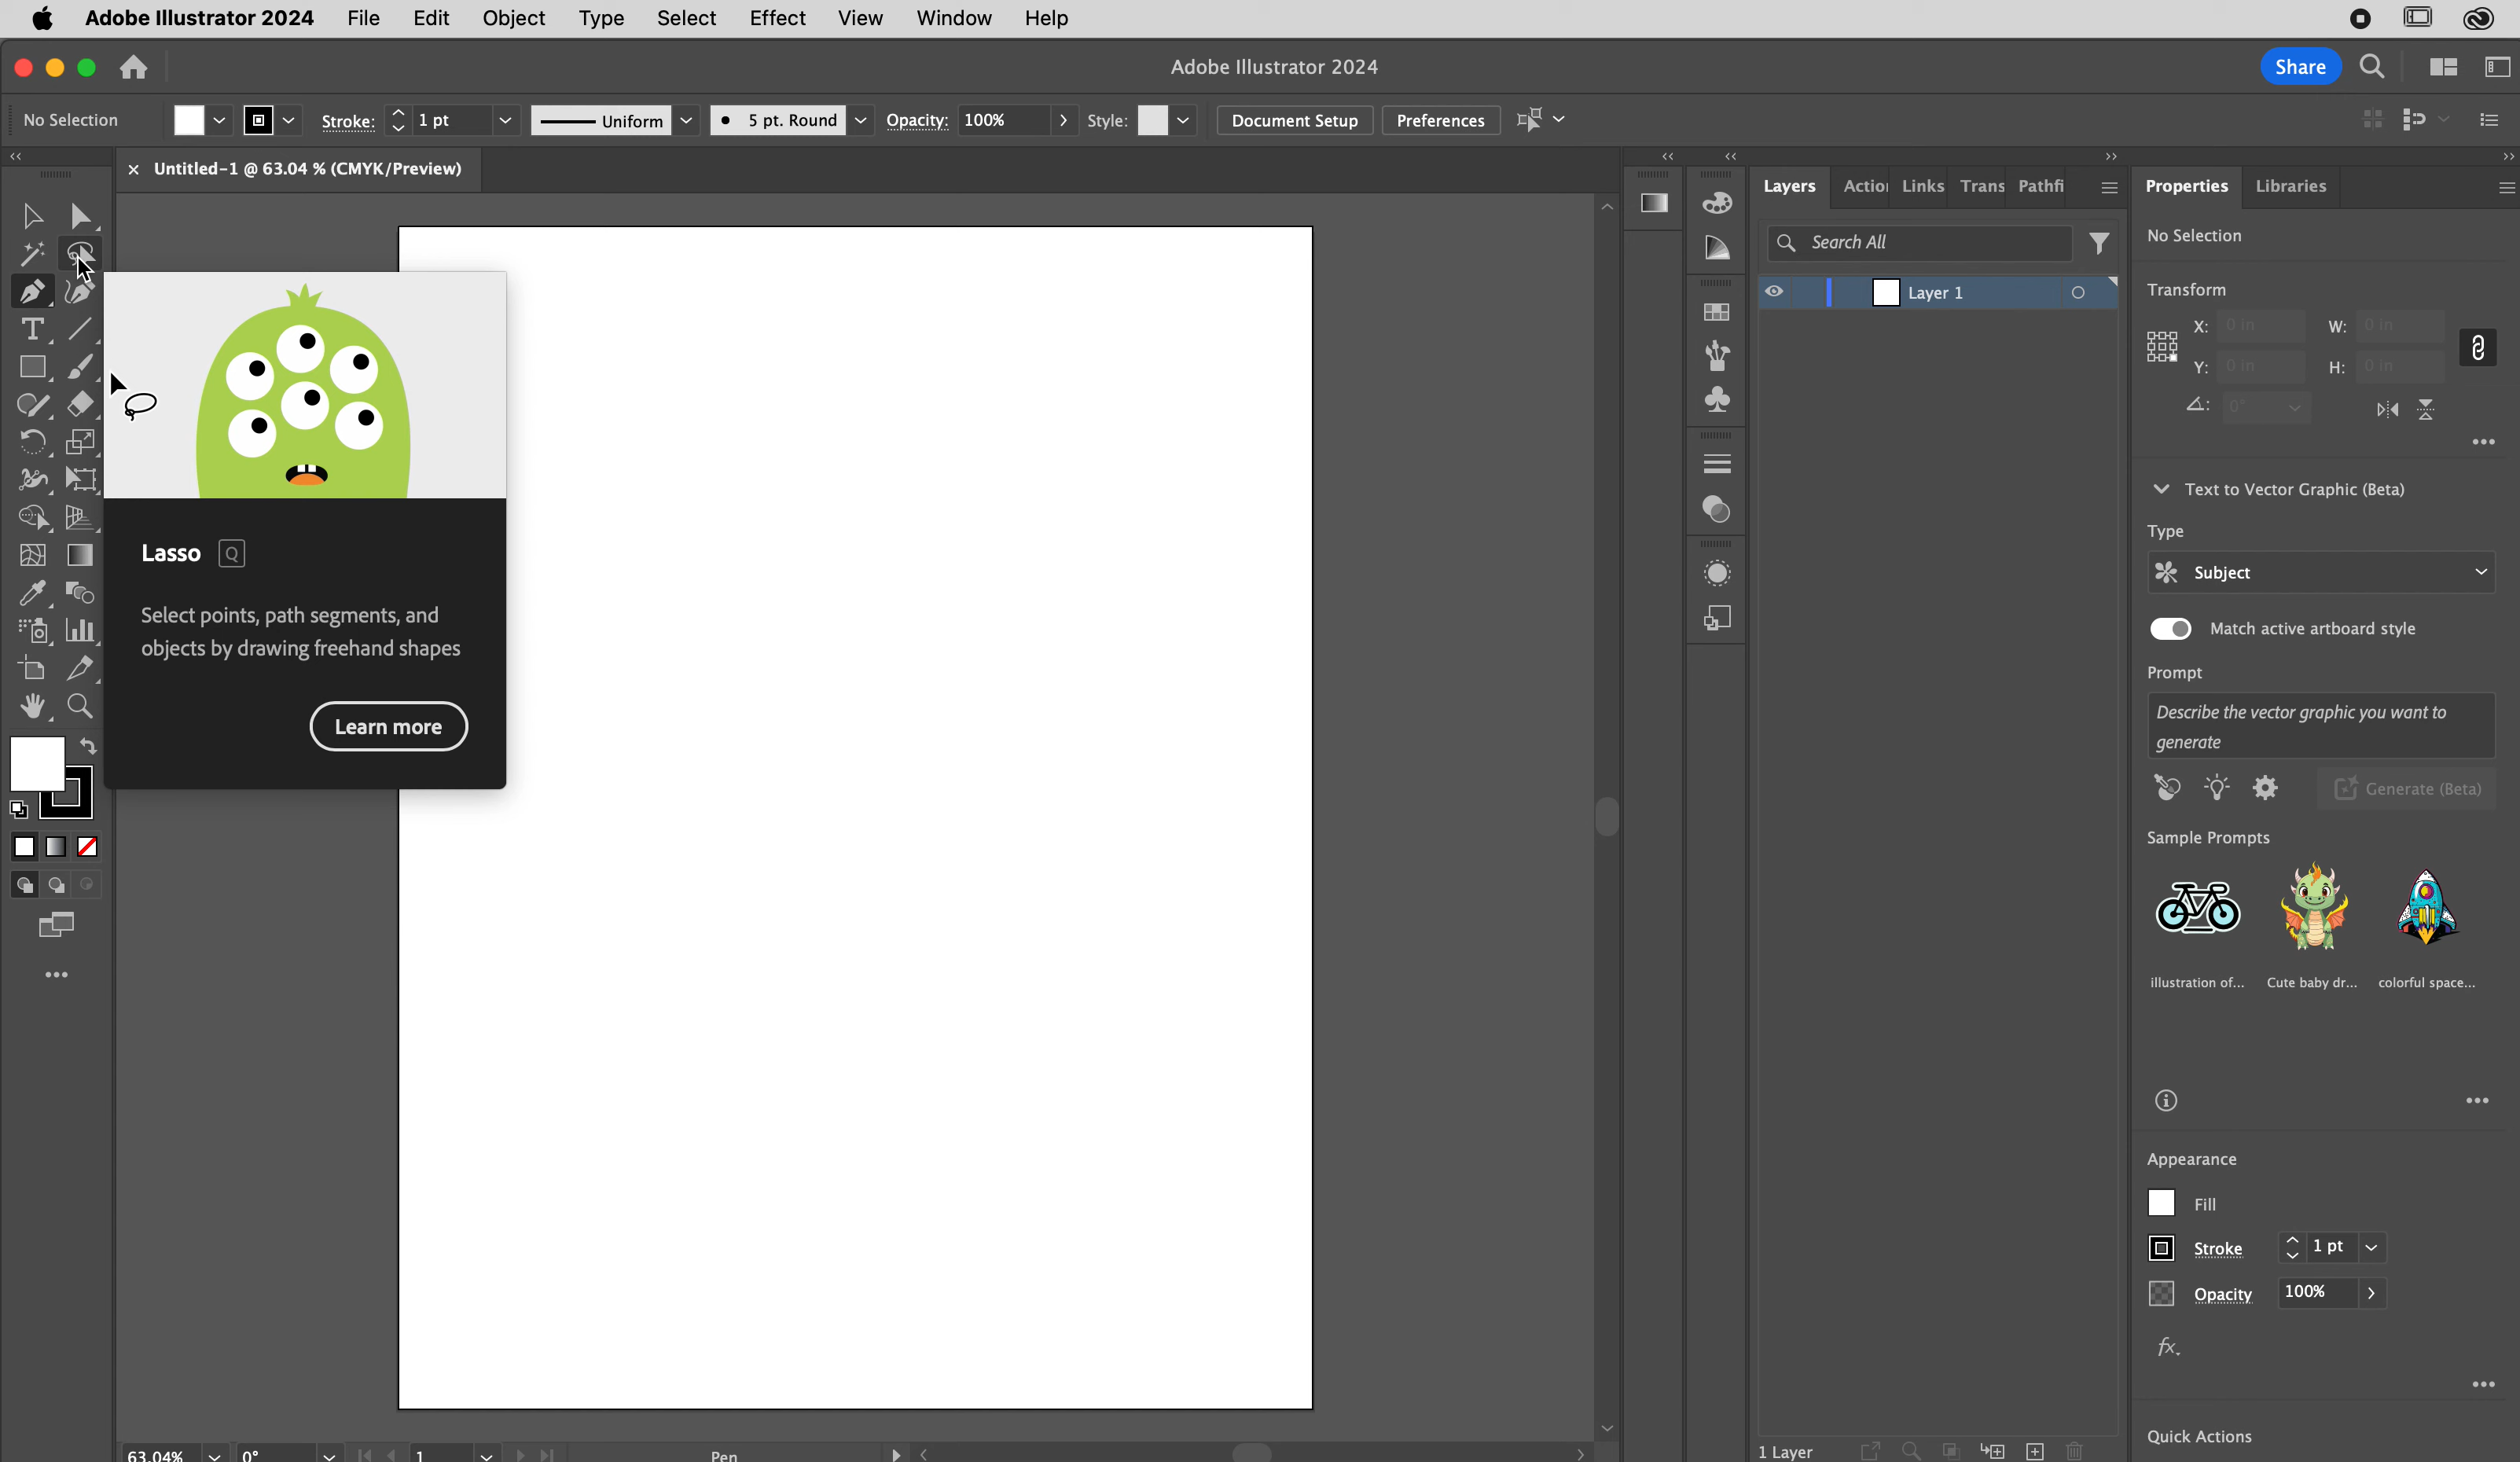 Adobe Illustrator 2024 File Edit Object Type Select Effect View Window Help
Adobe Illustrator 2024
Share
No Selection
Stroke: 1 pt
Uniform
5 pt. Round
Opacity: 100%
Style:
Document Setup
Preferences
× Untitled-1 @ 63.04 % (CMYK/Preview)
Lasso Q
Select points, path segments, and
objects by drawing freehand shapes
Learn more
63.04% 0° 1 Pen
Layers Actio Links Trans Pathfi
Search All
Layer 1
1 Layer
Properties Libraries
No Selection
Transform
X: 0 in W: 0 in
Y: 0 in H: 0 in
0°
Text to Vector Graphic (Beta)
Type
Subject
Match active artboard style
Prompt
Describe the vector graphic you want to
generate
Generate (Beta)
Sample Prompts
illustration of... Cute baby dr... colorful space...
Appearance
Fill
Stroke 1 pt
Opacity 100%
fx.
Quick Actions